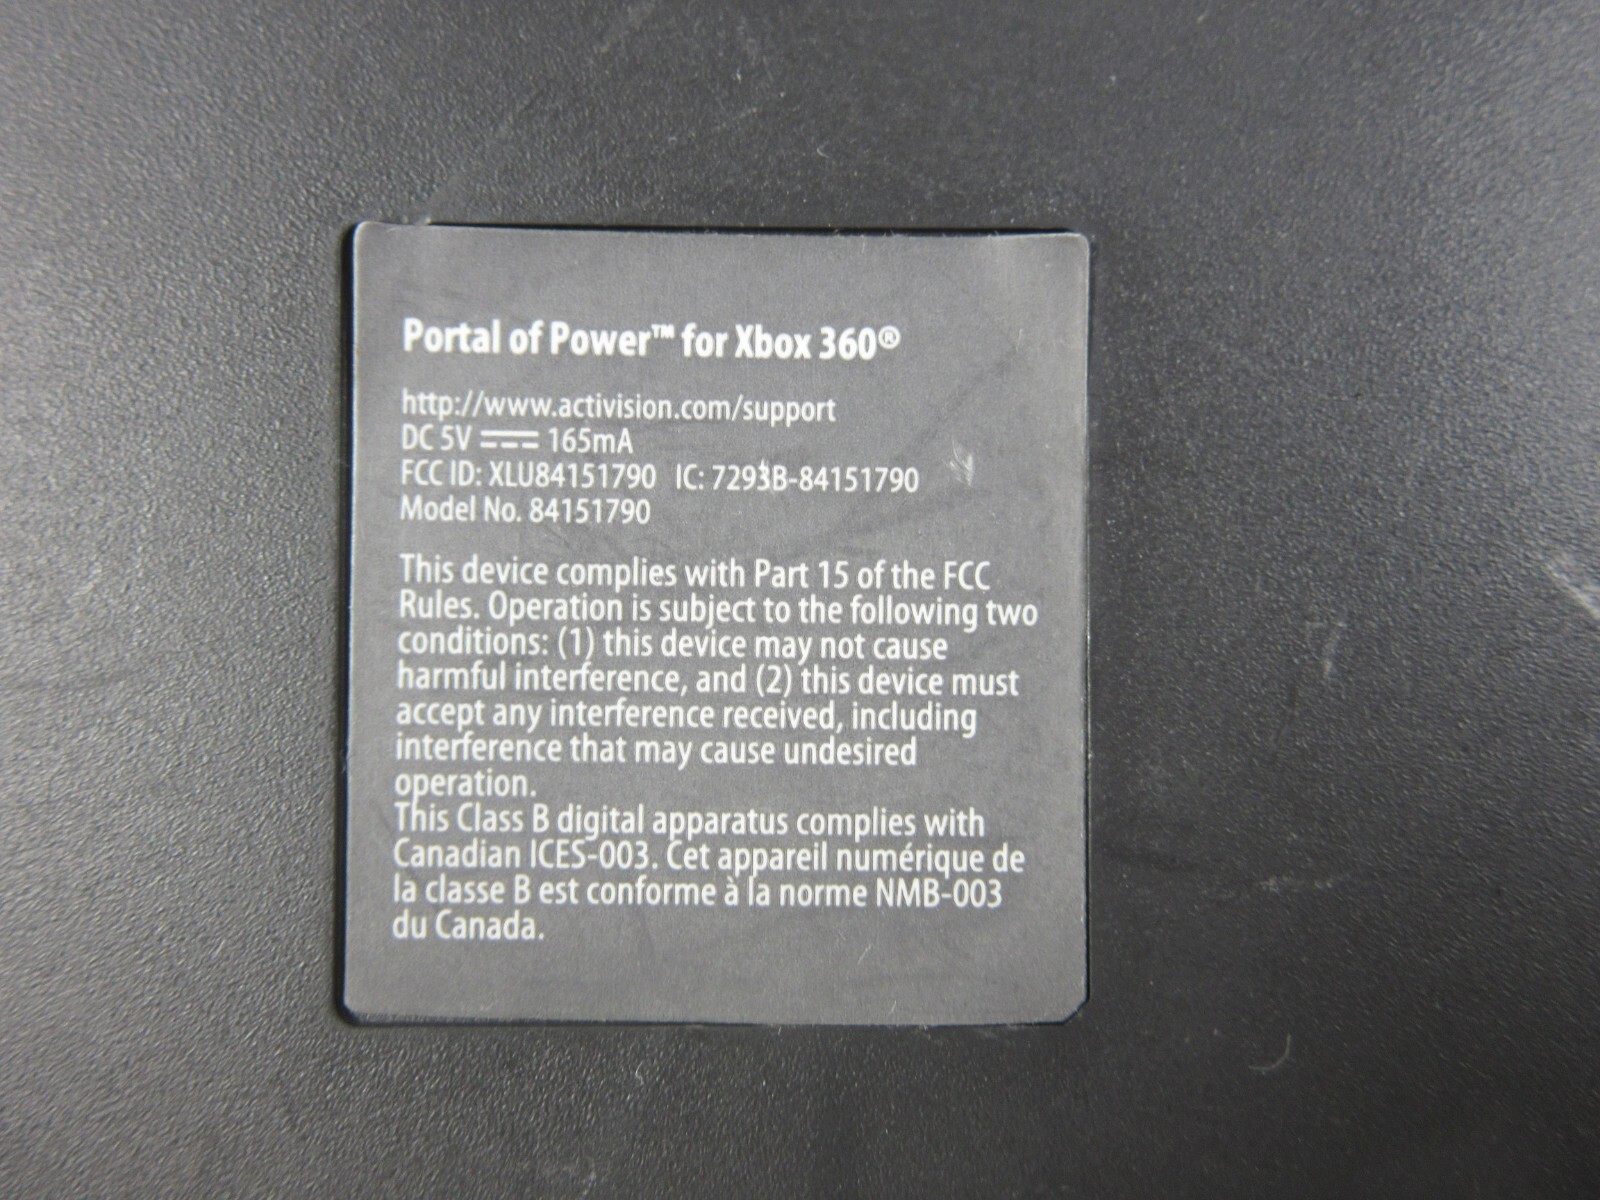 Portal of Power™ for Xbox 360®
http://www.activision.com/support
DC 5V ⎓ 165mA
FCC ID: XLU84151790 IC: 7293B-84151790
Model No. 84151790
This device complies with Part 15 of the FCC
Rules. Operation is subject to the following two
conditions: (1) this device may not cause
harmful interference, and (2) this device must
accept any interference received, including
interference that may cause undesired
operation.
This Class B digital apparatus complies with
Canadian ICES-003. Cet appareil numérique de
la classe B est conforme à la norme NMB-003
du Canada.